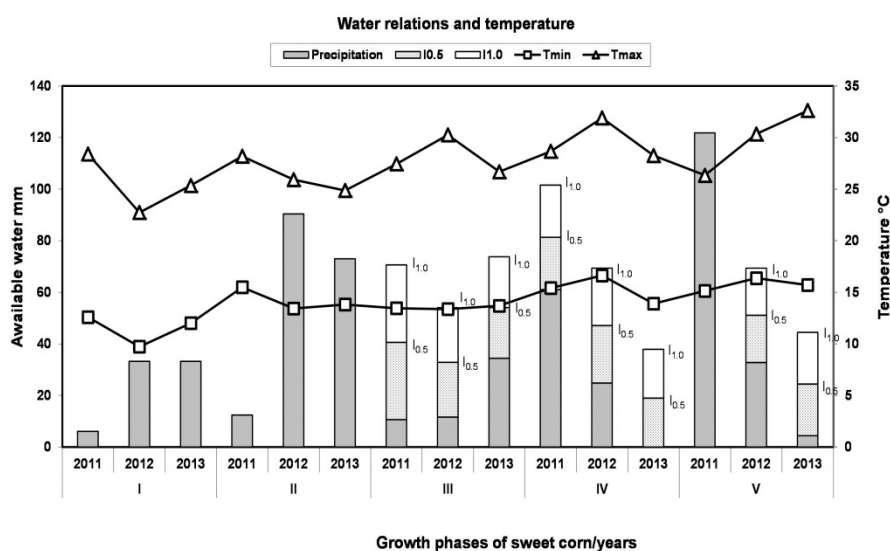 Water relations and temperature
Precipitation I0.5 I1.0 Tmin Tmax
Awailable water mm
140
120
100
80
60
40
20
0
I1.0
I0.5
I1.0
I0.5
I1.0
I0.5
I1.0
I0.5
I1.0
I0.5
I1.0
I0.5
I1.0
I0.5
I1.0
I0.5
35
30
25
20
15
10
5
0
Temperature °C
2011 2012 2013 2011 2012 2013 2011 2012 2013 2011 2012 2013 2011 2012 2013
I II III IV V
Growth phases of sweet corn/years